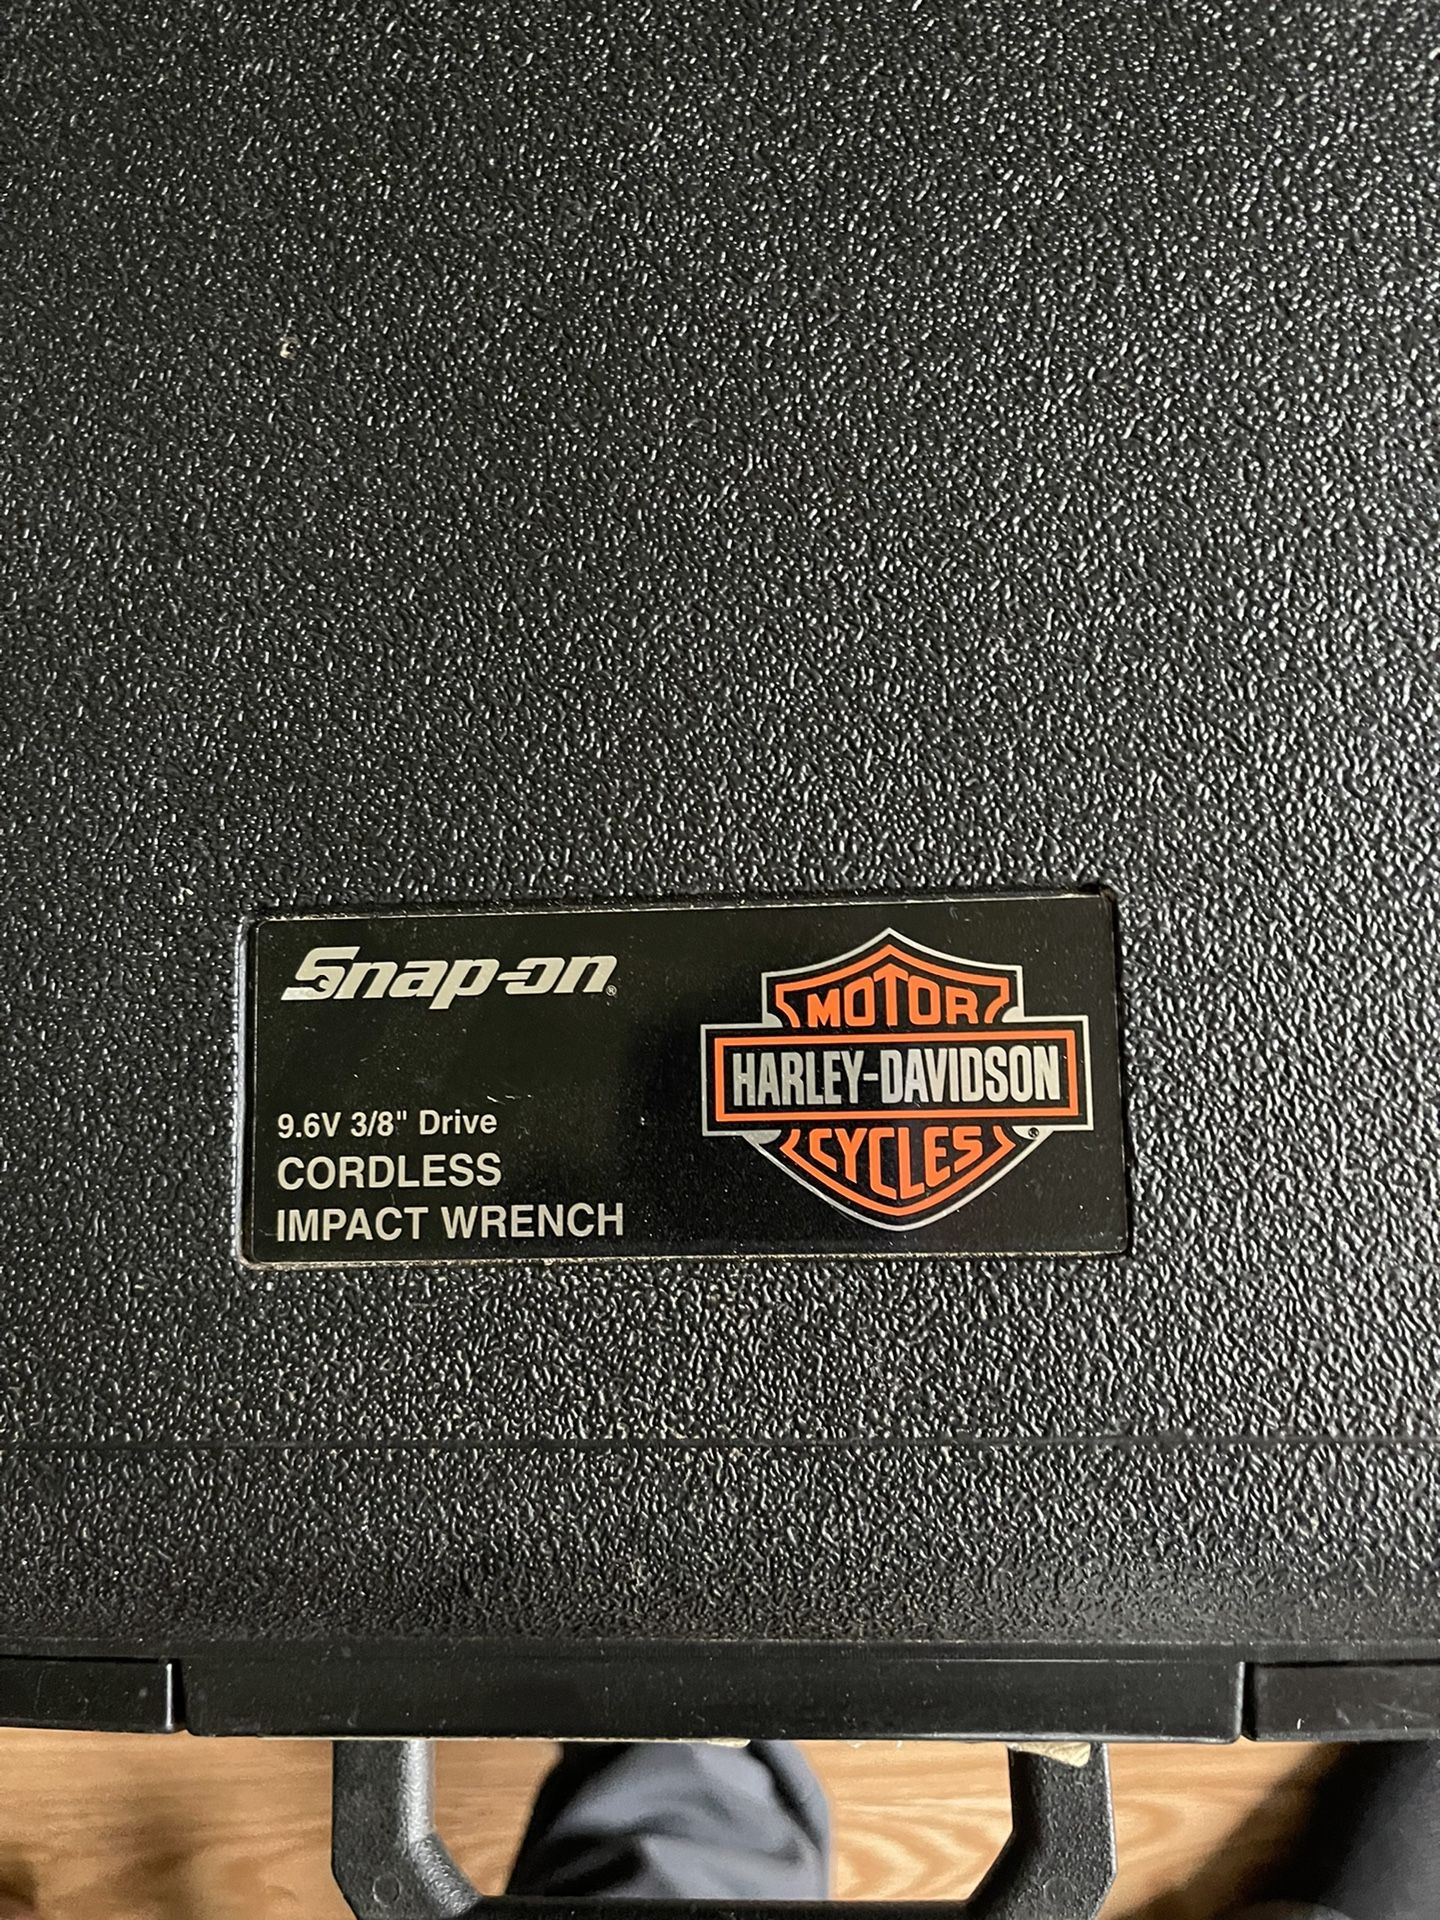 Snap-on®
9.6V 3/8" Drive
CORDLESS
IMPACT WRENCH
MOTOR
HARLEY-DAVIDSON
CYCLES®